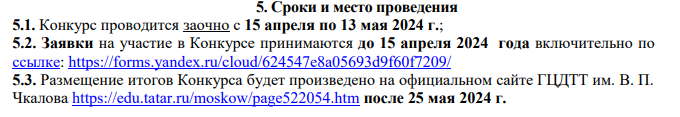 5. Сроки и место проведения
5.1. Конкурс проводится заочно с 15 апреля по 13 мая 2024 г.;
5.2. Заявки на участие в Конкурсе принимаются до 15 апреля 2024 года включительно по
ссылке: https://forms.yandex.ru/cloud/624547e8a05693d9f60f7209/
5.3. Размещение итогов Конкурса будет произведено на официальном сайте ГЦДТТ им. В. П.
Чкалова https://edu.tatar.ru/moskow/page522054.htm после 25 мая 2024 г.